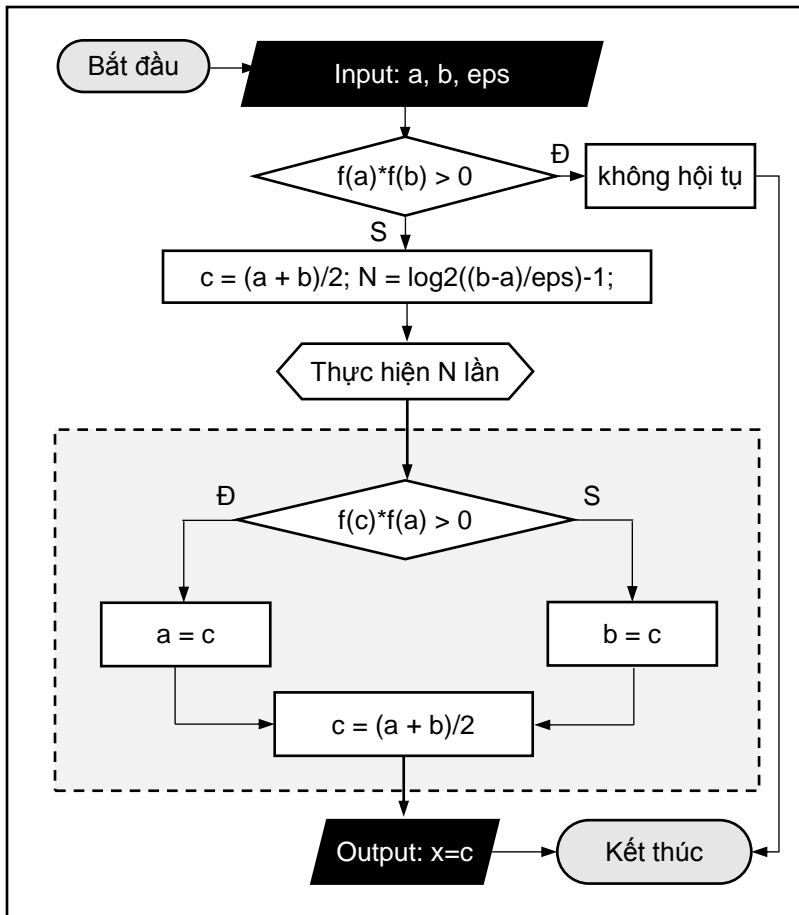 Bắt đầu
Input: a, b, eps
f(a)*f(b) > 0
Đ
không hội tụ
S
c = (a + b)/2; N = log2((b-a)/eps)-1;
Thực hiện N lần
Đ
f(c)*f(a) > 0
S
a = c
b = c
c = (a + b)/2
Output: x=c
Kết thúc